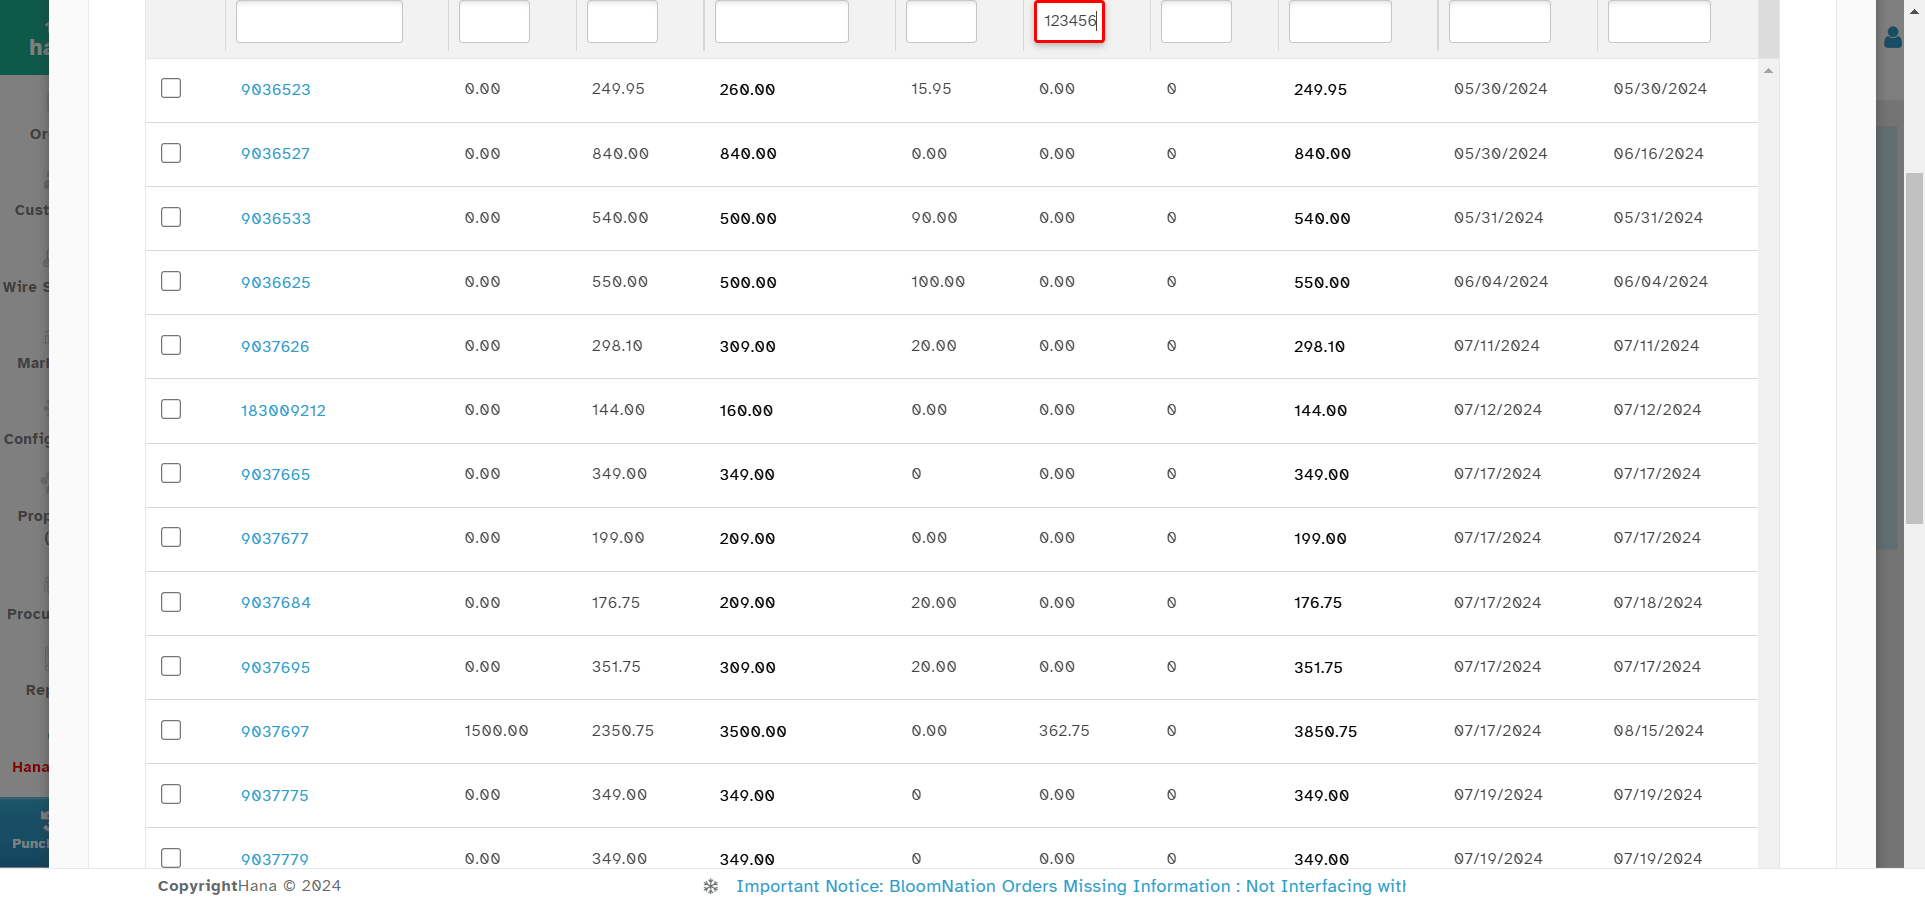 ha
123456
9036523 0.00 249.95 260.00 15.95 0.00 0 249.95 05/30/2024 05/30/2024
Or
9036527 0.00 840.00 840.00 0.00 0.00 0 840.00 05/30/2024 06/16/2024
Cust
9036533 0.00 540.00 500.00 90.00 0.00 0 540.00 05/31/2024 05/31/2024
Wire S
9036625 0.00 550.00 500.00 100.00 0.00 0 550.00 06/04/2024 06/04/2024
9037626 0.00 298.10 309.00 20.00 0.00 0 298.10 07/11/2024 07/11/2024
Mar
183009212 0.00 144.00 160.00 0.00 0.00 0 144.00 07/12/2024 07/12/2024
Config
9037665 0.00 349.00 349.00 0 0.00 0 349.00 07/17/2024 07/17/2024
Prop
(
9037677 0.00 199.00 209.00 0.00 0.00 0 199.00 07/17/2024 07/17/2024
9037684 0.00 176.75 209.00 20.00 0.00 0 176.75 07/17/2024 07/18/2024
Procu
9037695 0.00 351.75 309.00 20.00 0.00 0 351.75 07/17/2024 07/17/2024
Rep
9037697 1500.00 2350.75 3500.00 0.00 362.75 0 3850.75 07/17/2024 08/15/2024
Hana
9037775 0.00 349.00 349.00 0 0.00 0 349.00 07/19/2024 07/19/2024
Puncl
9037779 0.00 349.00 349.00 0 0.00 0 349.00 07/19/2024 07/19/2024
CopyrightHana © 2024
Important Notice: BloomNation Orders Missing Information : Not Interfacing with